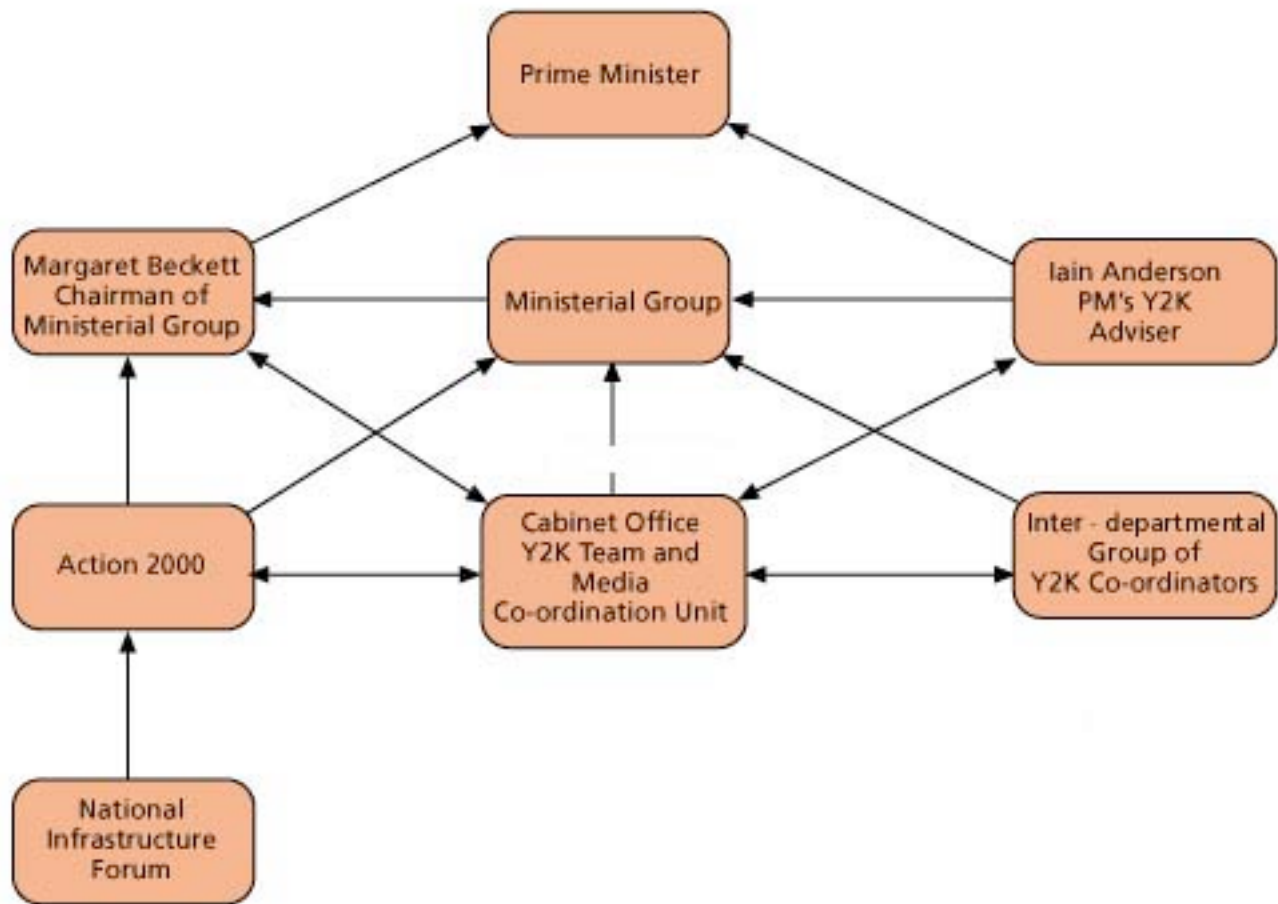 Prime Minister
Margaret Beckett
Chairman of
Ministerial Group
Ministerial Group
Iain Anderson
PM's Y2K
Adviser
Action 2000
Cabinet Office
Y2K Team and
Media
Co-ordination Unit
Inter - departmental
Group of
Y2K Co-ordinators
National
Infrastructure
Forum